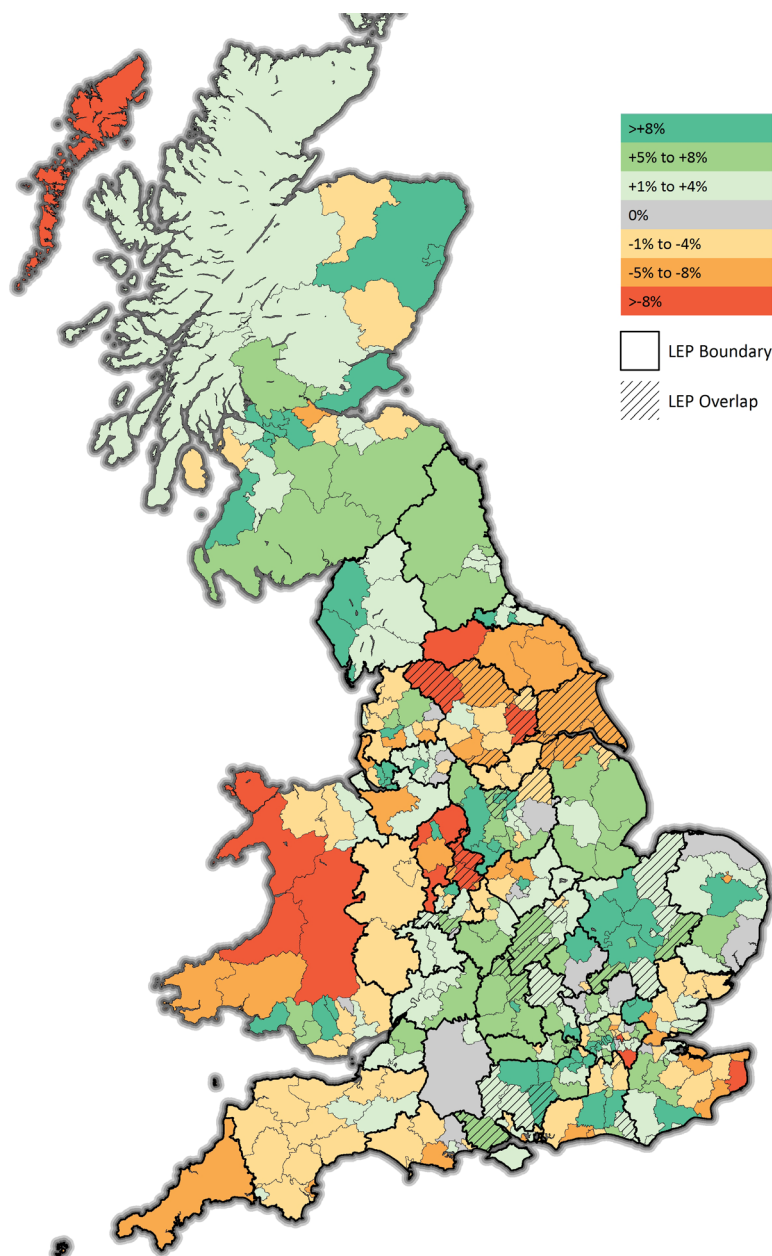 >+8%
+5% to +8%
+1% to +4%
0%
-1% to -4%
-5% to -8%
>-8%
LEP Boundary
LEP Overlap